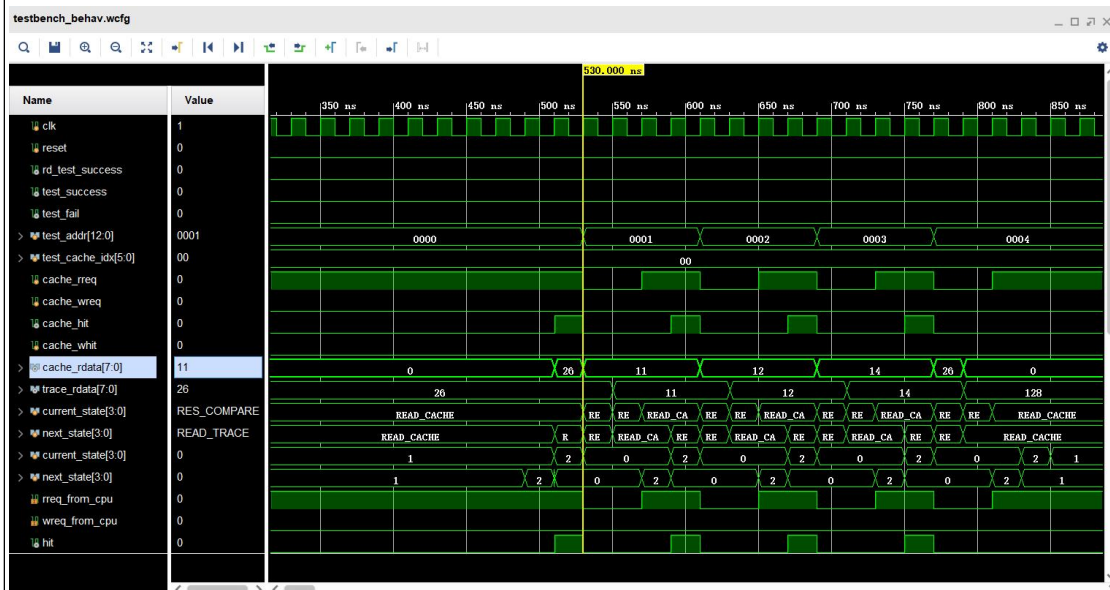 testbench_behav.wcfg
530.000 ns
Name Value
350 ns 400 ns 450 ns 500 ns 550 ns 600 ns 650 ns 700 ns 750 ns 800 ns 850 ns
clk 1
reset 0
rd_test_success 0
test_success 0
test_fail 0
test_addr[12:0] 0001 0000 0001 0002 0003 0004
test_cache_idx[5:0] 00 00
cache_rreq 0
cache_wreq 0
cache_hit 0
cache_whit 0
cache_rdata[7:0] 11 0 26 11 12 14 26 0
trace_rdata[7:0] 26 26 11 12 14 128
current_state[3:0] RES_COMPARE READ_CACHE RE RE READ_CA RE RE READ_CA RE RE READ_CA RE RE READ_CACHE
next_state[3:0] READ_TRACE READ_CACHE R RE READ_CA RE RE READ_CA RE RE READ_CA RE RE READ_CACHE
current_state[3:0] 0 1 2 0 2 0 2 0 2 0 2 1
next_state[3:0] 0 1 2 0 2 0 2 0 2 0 2 1
rreq_from_cpu 0
wreq_from_cpu 0
hit 0